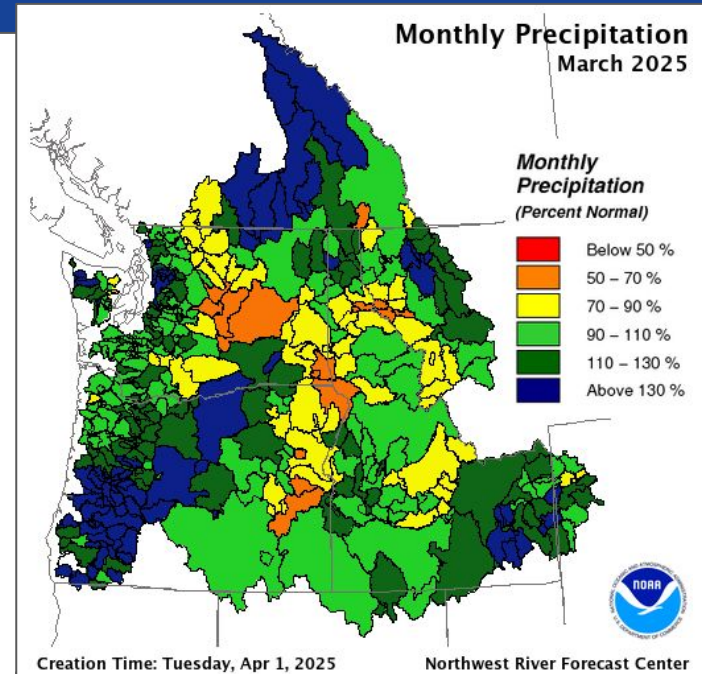 Monthly Precipitation
March 2025
Monthly
Precipitation
(Percent Normal)
Below 50 %
50 – 70 %
70 – 90 %
90 – 110 %
110 – 130 %
Above 130 %
NOAA
Creation Time: Tuesday, Apr 1, 2025
Northwest River Forecast Center